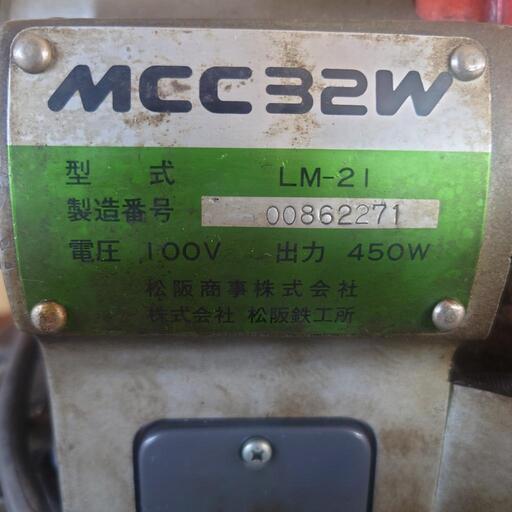 MCC32W
型式 LM-21
製造番号 00862271
電圧 100V 出力 450W
松阪商事株式会社
株式会社 松阪鉄工所